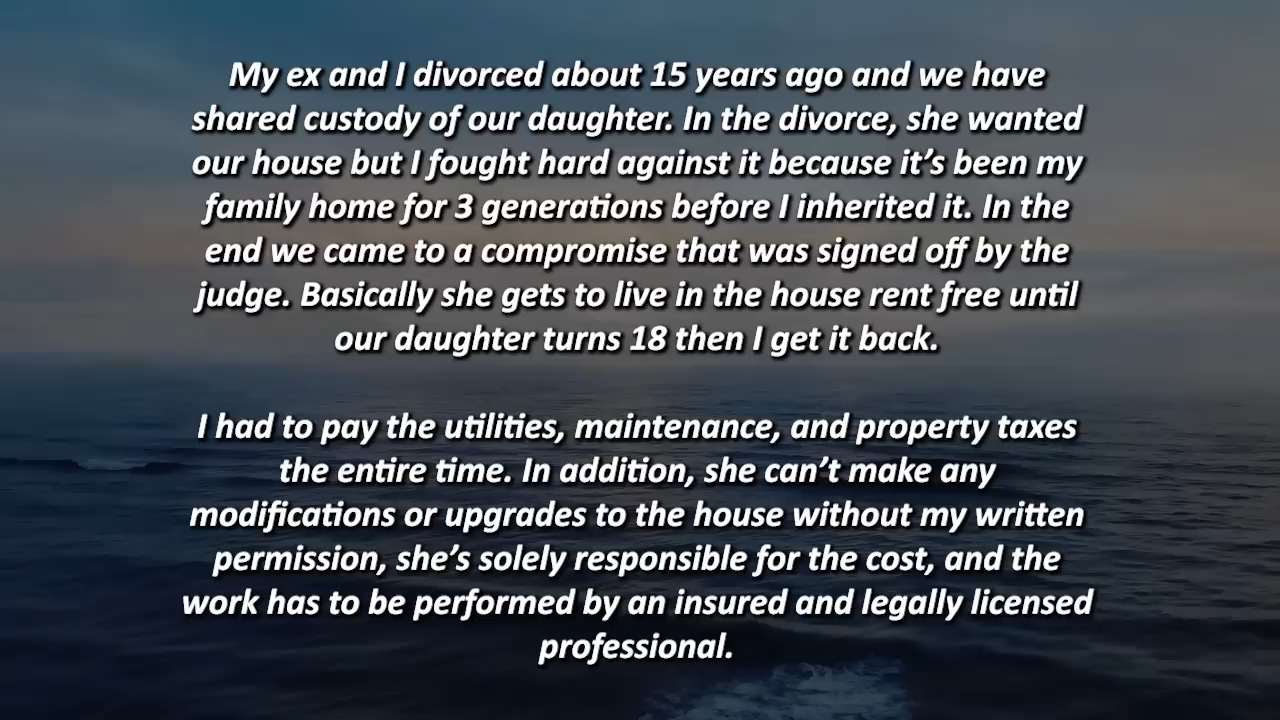 My ex and I divorced about 15 years ago and we have
shared custody of our daughter. In the divorce, she wanted
our house but I fought hard against it because it’s been my
family home for 3 generations before I inherited it. In the
end we came to a compromise that was signed off by the
judge. Basically she gets to live in the house rent free until
our daughter turns 18 then I get it back.
I had to pay the utilities, maintenance, and property taxes
the entire time. In addition, she can’t make any
modifications or upgrades to the house without my written
permission, she’s solely responsible for the cost, and the
work has to be performed by an insured and legally licensed
professional.